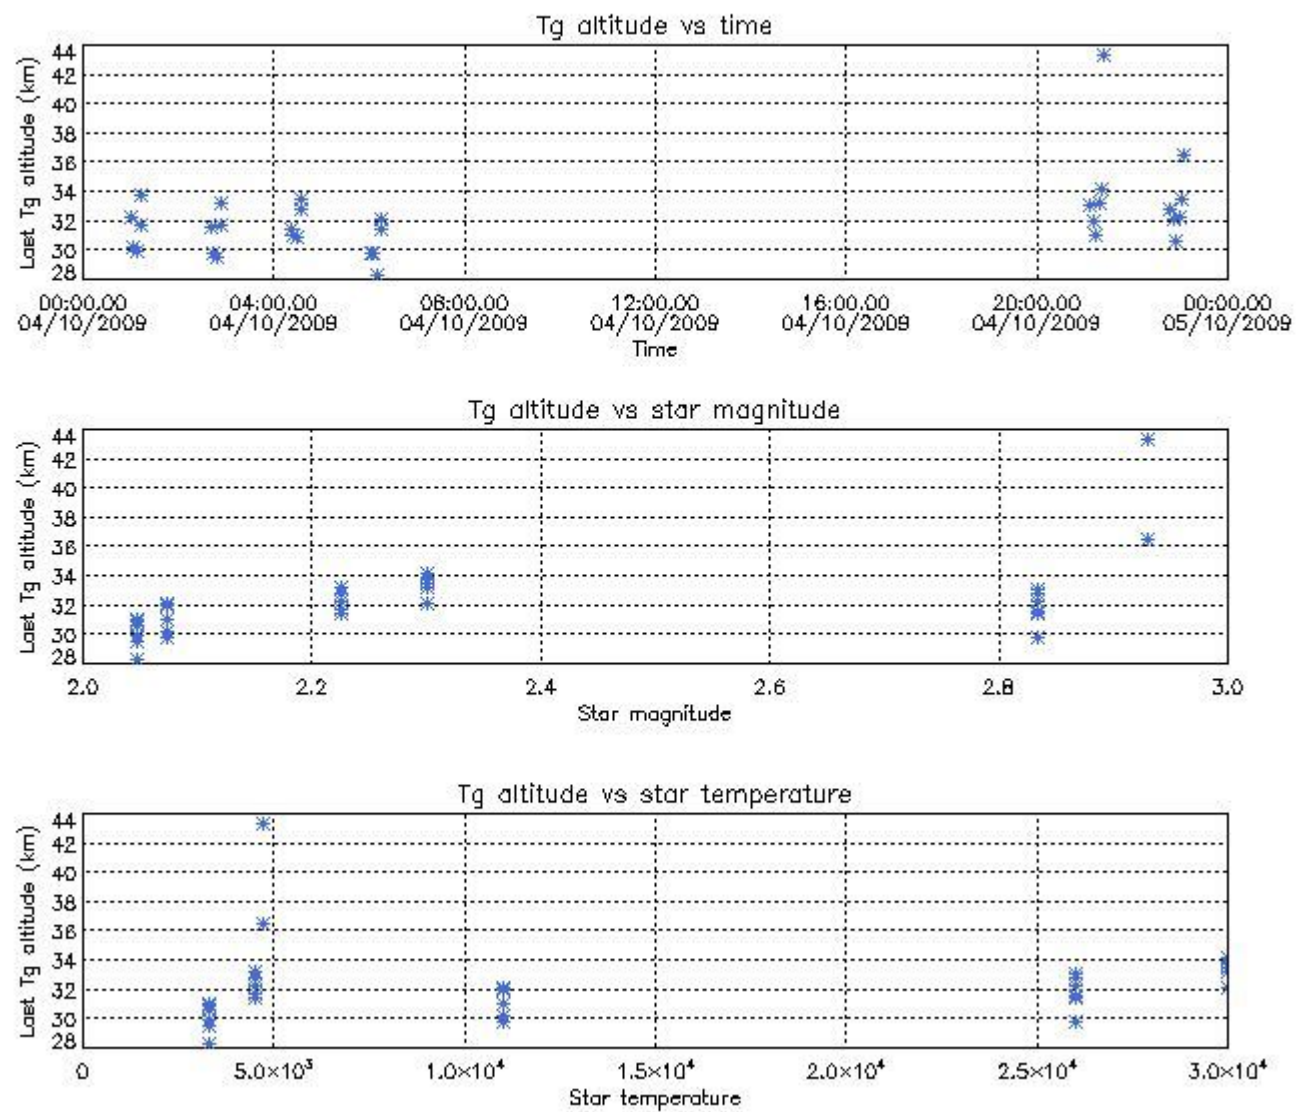 Tg altitude vs time
Last Tg altitude (km)
44
42
40
38
36
34
32
30
28
00:00.00 04:00.00 08:00.00 12:00.00 16:00.00 20:00.00 00:00.00
04/10/2009 04/10/2009 04/10/2009 04/10/2009 04/10/2009 04/10/2009 05/10/2009
Time
Tg altitude vs star magnitude
Last Tg altitude (km)
44
42
40
38
36
34
32
30
28
2.0 2.2 2.4 2.6 2.8 3.0
Star magnitude
Tg altitude vs star temperature
Last Tg altitude (km)
44
42
40
38
36
34
32
30
28
0 5.0×10³ 1.0×10⁴ 1.5×10⁴ 2.0×10⁴ 2.5×10⁴ 3.0×10⁴
Star temperature